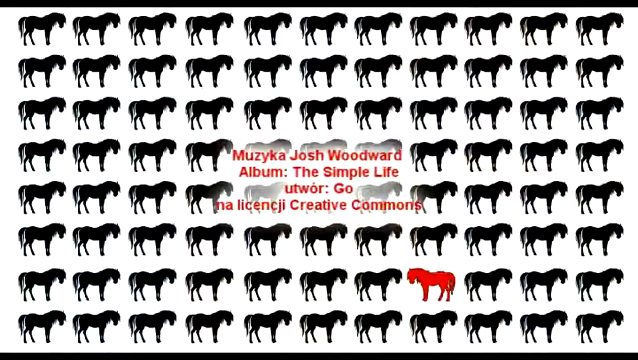 Muzyka Josh Woodward
Album: The Simple Life
utwór: Go
na licencji Creative Commons